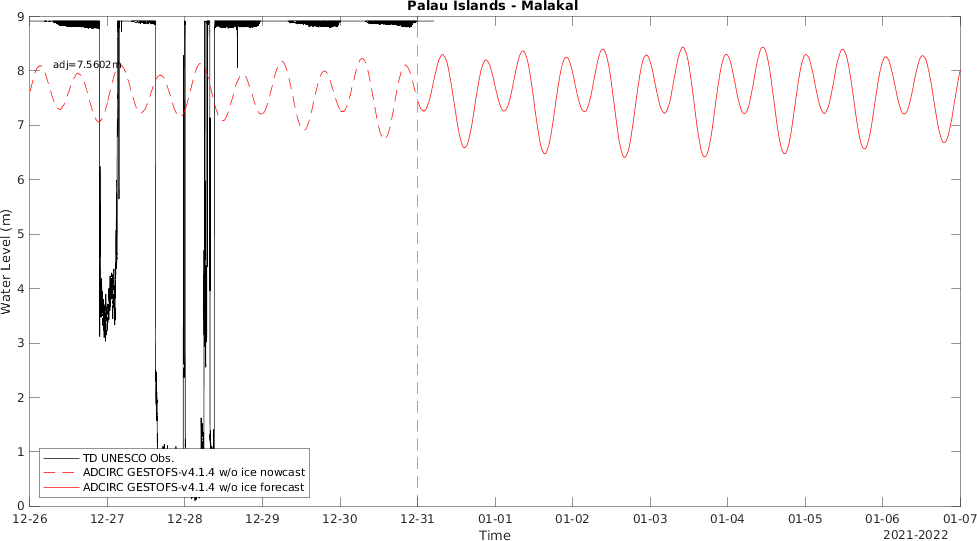 Palau Islands - Malakal
9
8
7
6
5
4
3
2
1
0
Water Level (m)
adj=7.5602m
TD UNESCO Obs.
ADCIRC GESTOFS-v4.1.4 w/o ice nowcast
ADCIRC GESTOFS-v4.1.4 w/o ice forecast
12-26 12-27 12-28 12-29 12-30 12-31 01-01 01-02 01-03 01-04 01-05 01-06 01-07
Time
2021-2022